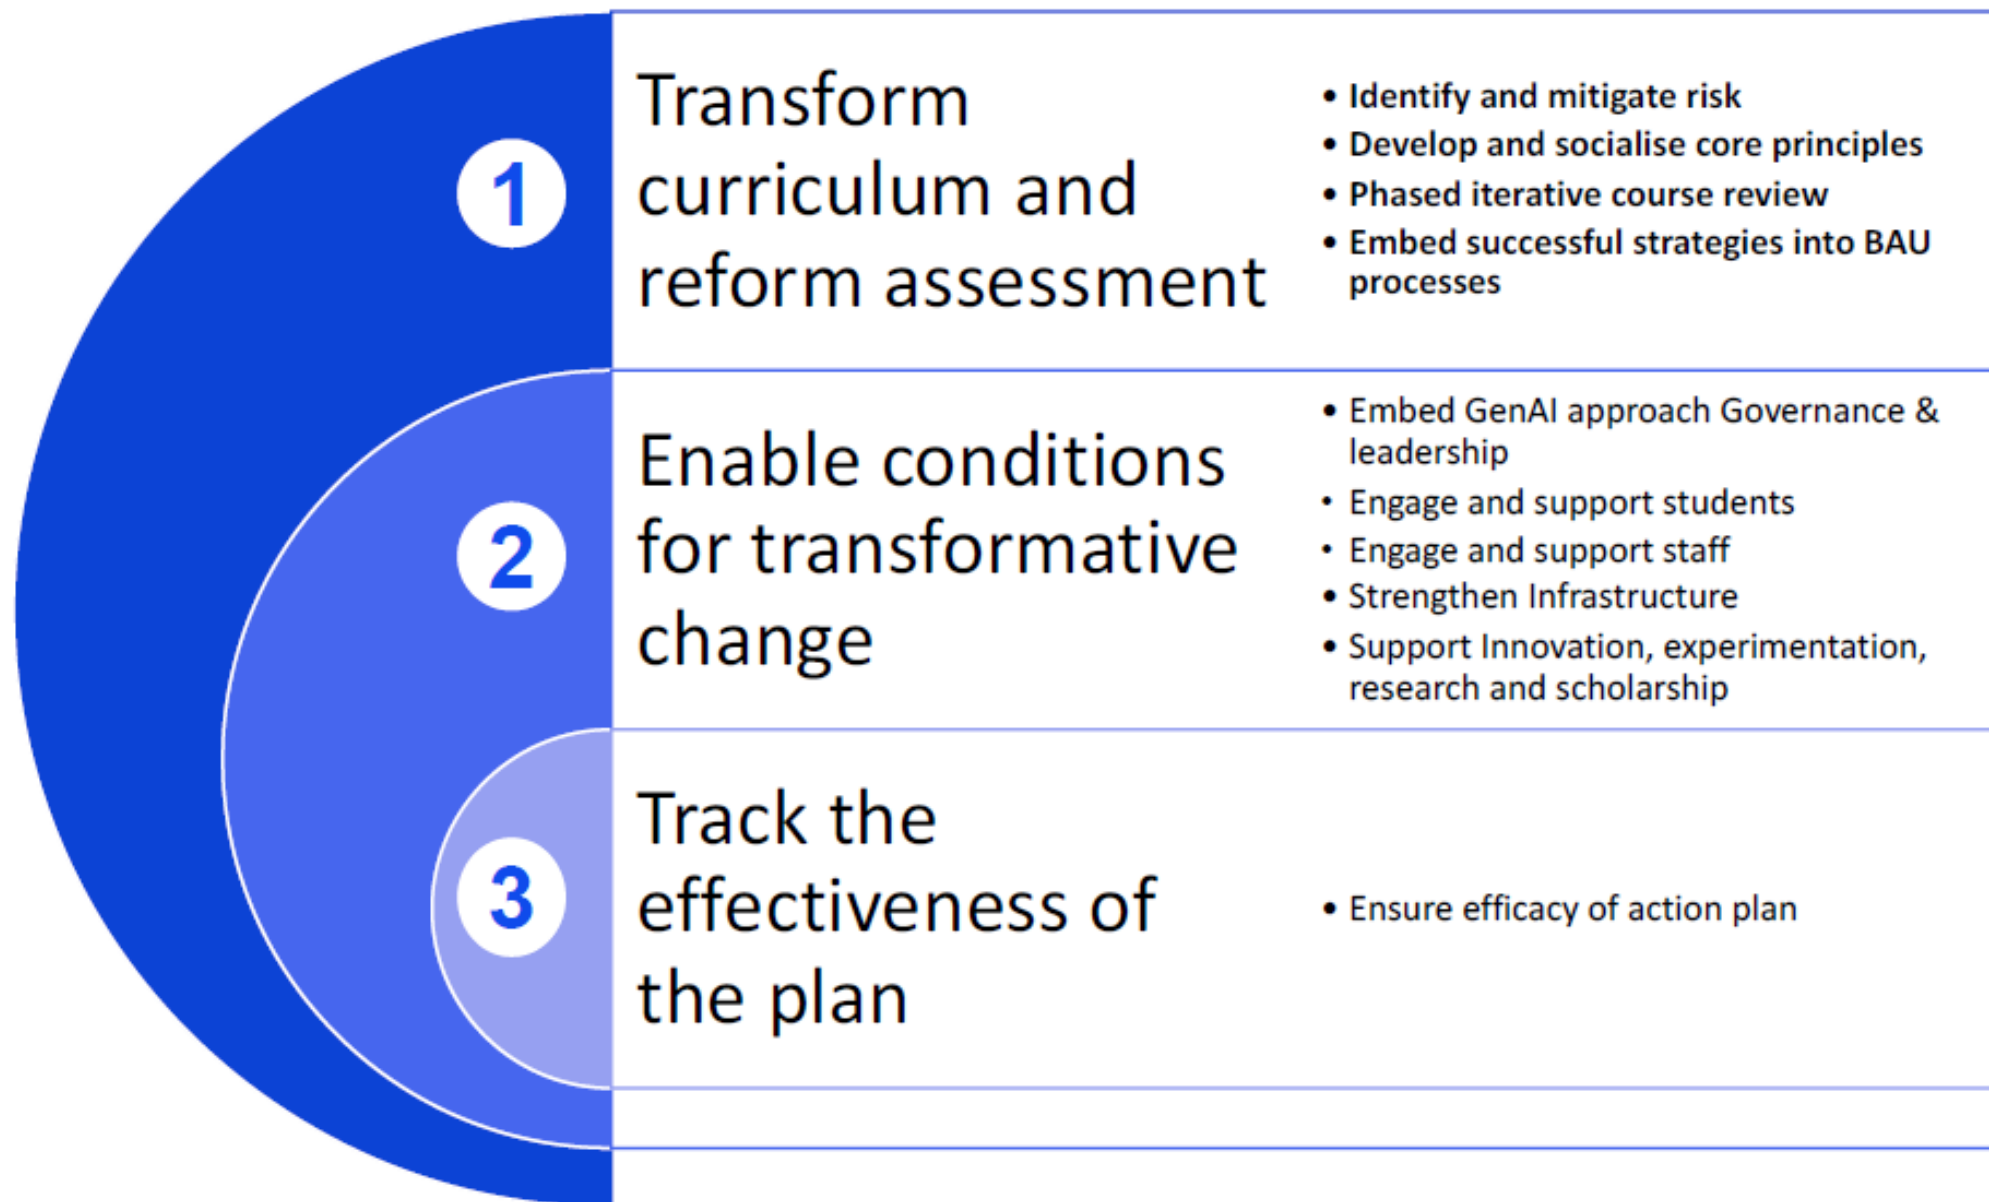 1
Transform
curriculum and
reform assessment
• Identify and mitigate risk
• Develop and socialise core principles
• Phased iterative course review
• Embed successful strategies into BAU
processes
2
Enable conditions
for transformative
change
• Embed GenAI approach Governance &
leadership
• Engage and support students
• Engage and support staff
• Strengthen Infrastructure
• Support Innovation, experimentation,
research and scholarship
3
Track the
effectiveness of
the plan
• Ensure efficacy of action plan